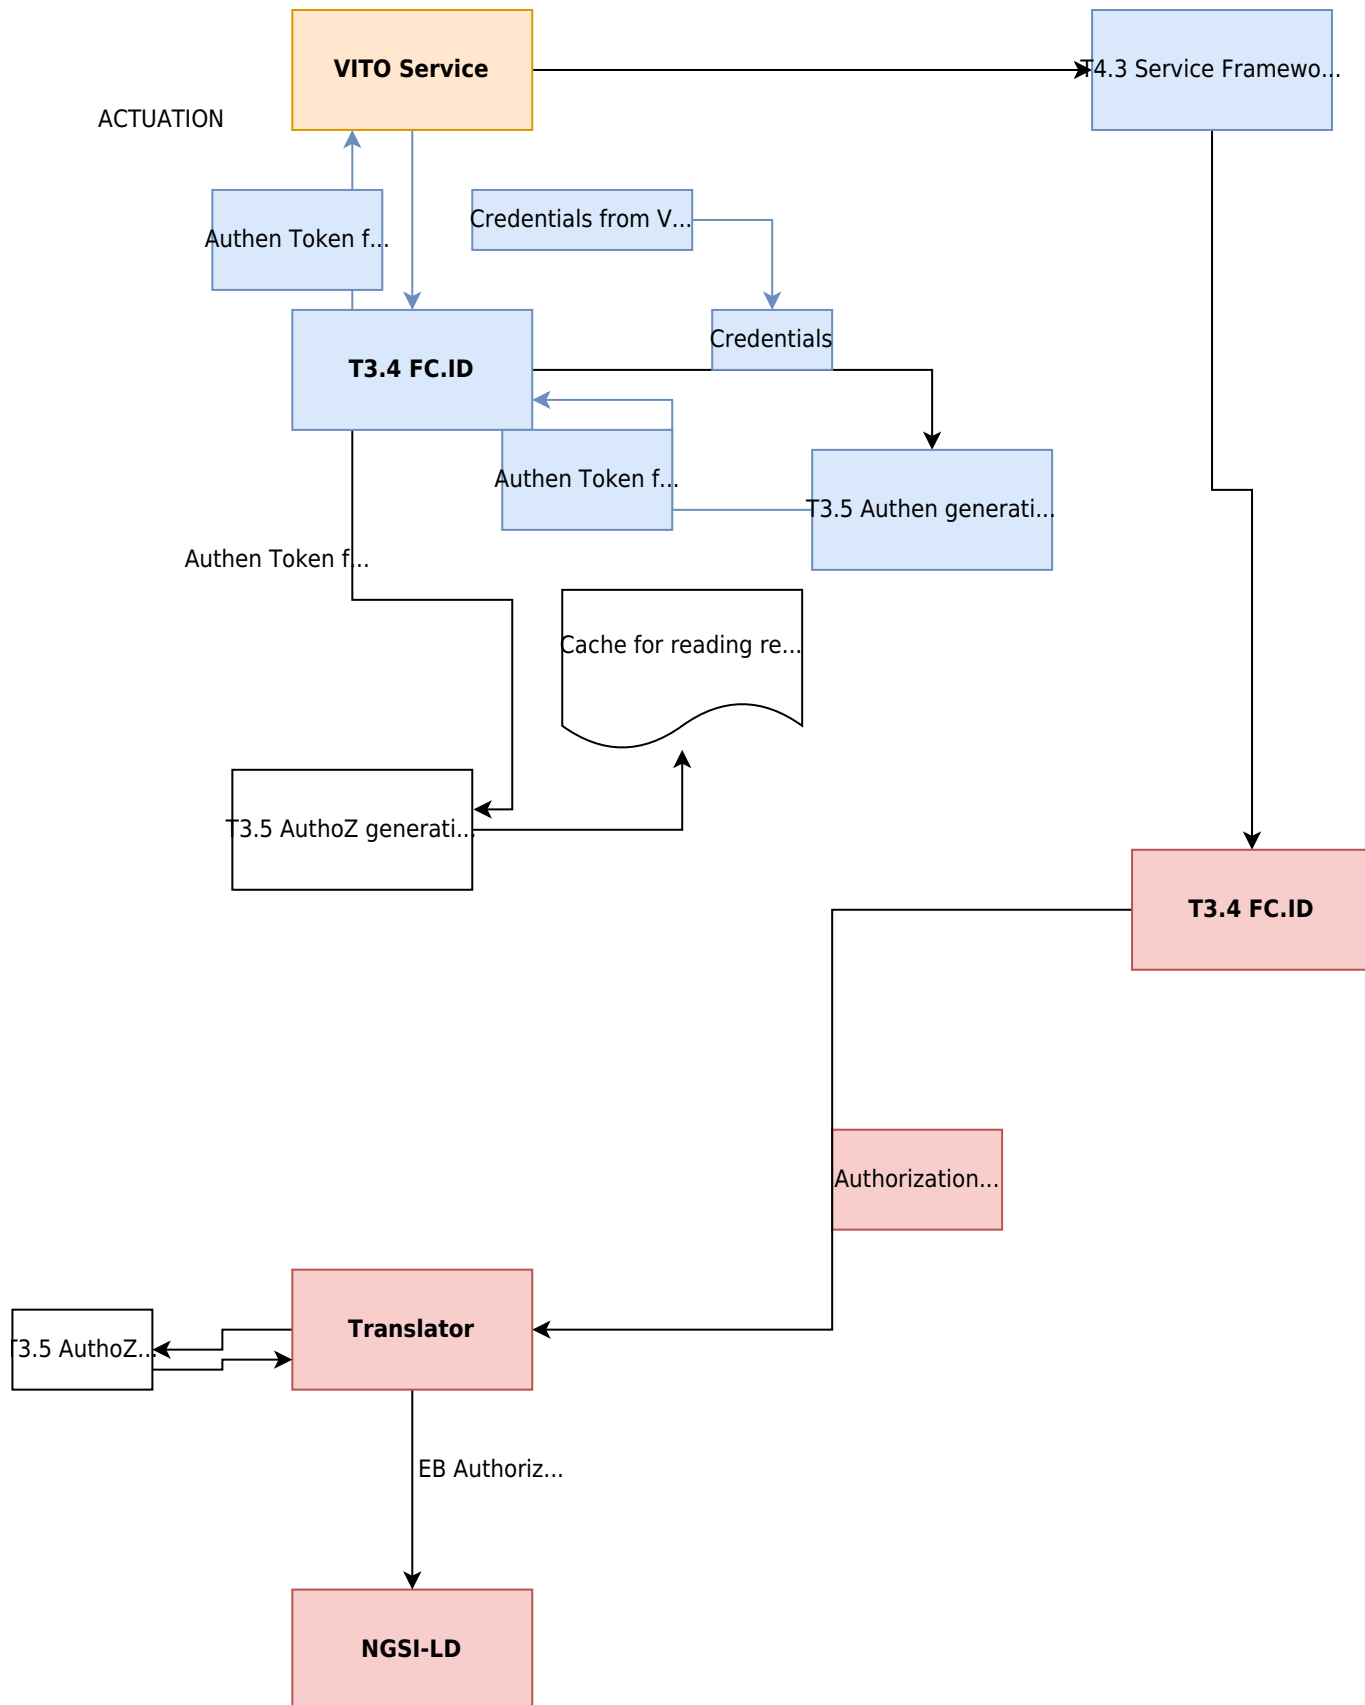 VITO Service
T4.3 Service Framewo...
ACTUATION
Authen Token f...
Credentials from V...
Credentials
T3.4 FC.ID
Authen Token f...
T3.5 Authen generati...
Authen Token f...
Cache for reading re...
T3.5 AuthoZ generati...
T3.4 FC.ID
Authorization...
Translator
T3.5 AuthoZ...
EB Authoriz...
NGSI-LD